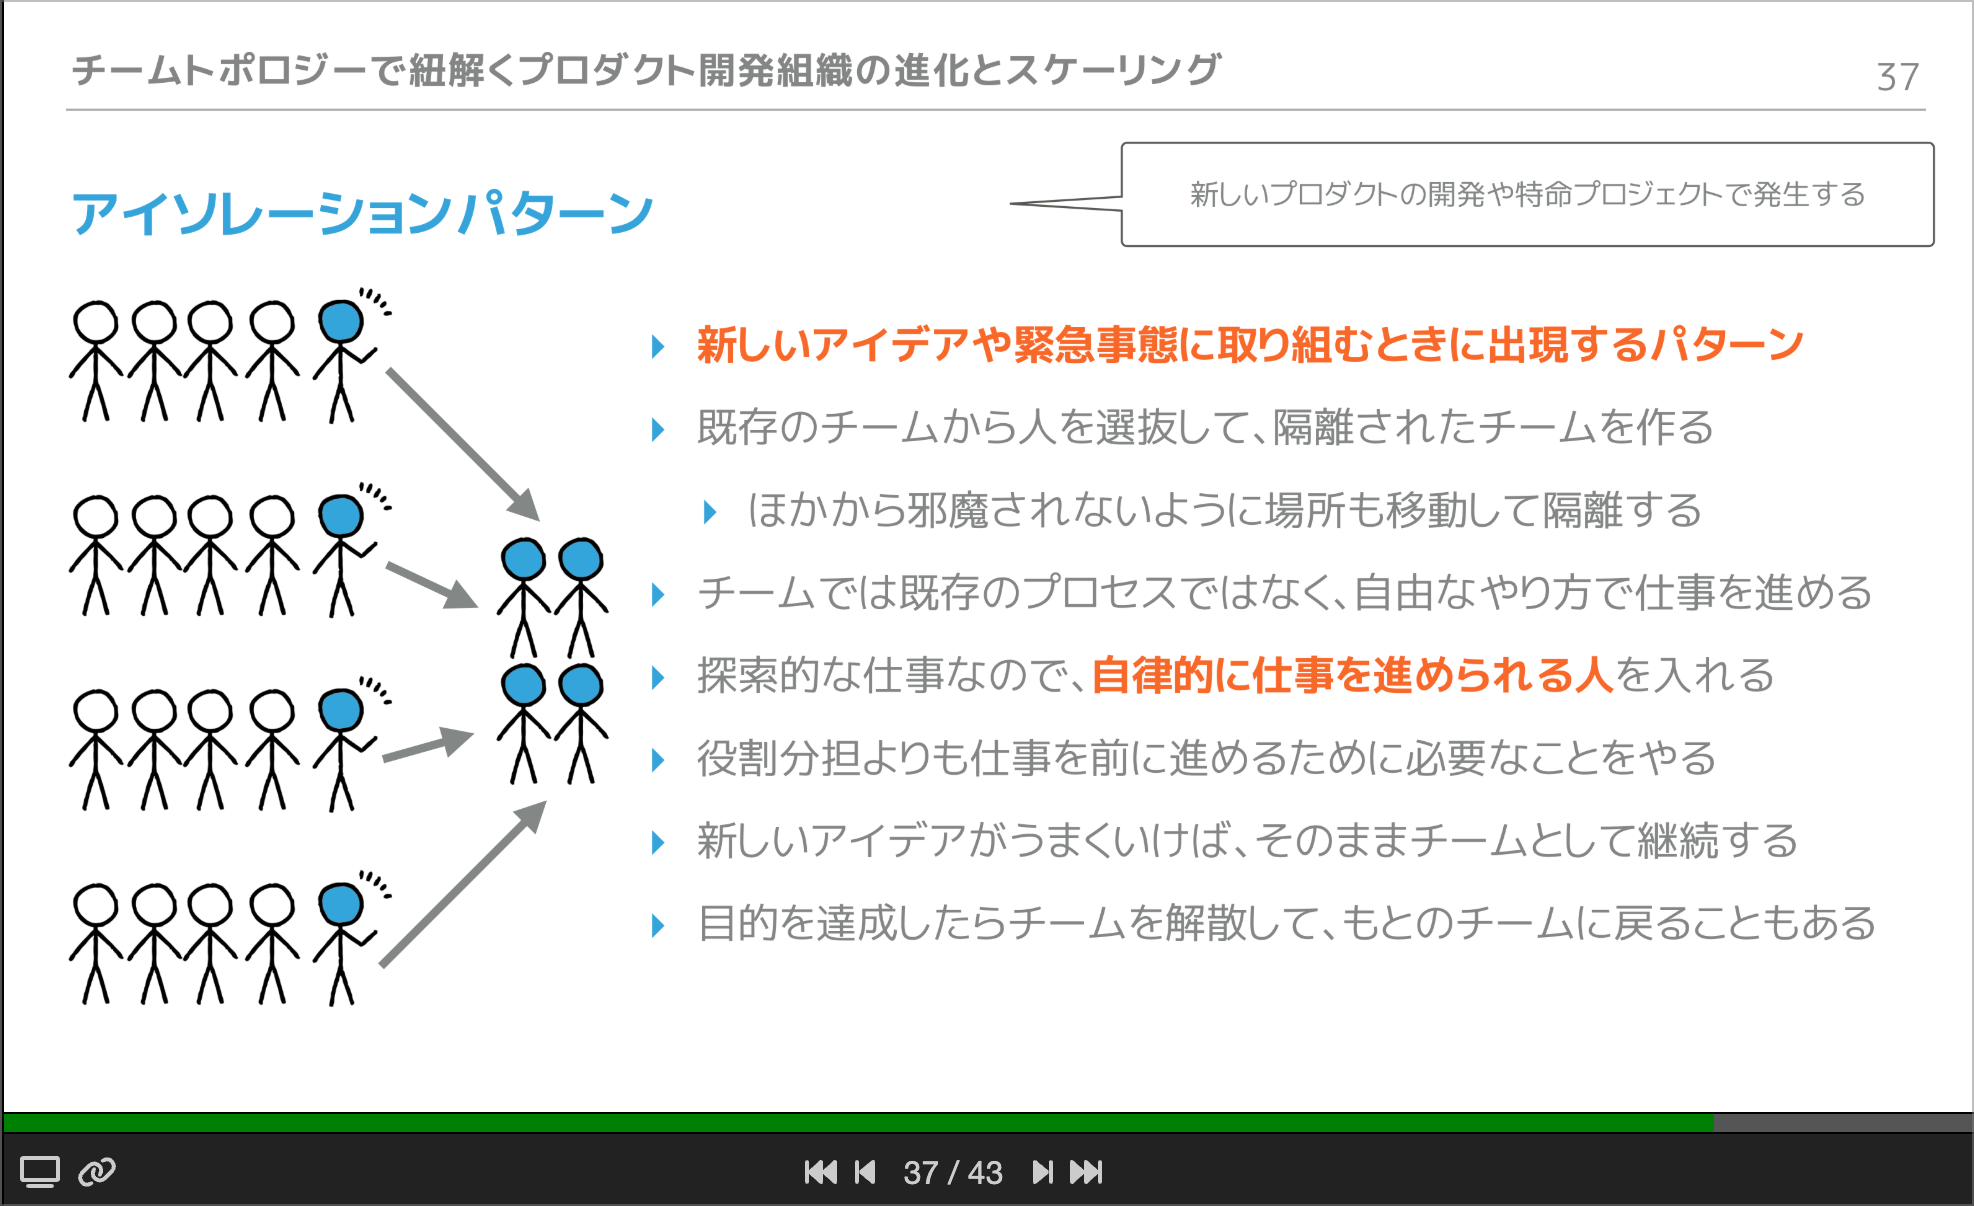 チームトポロジーで紐解くプロダクト開発組織の進化とスケーリング
37
アイソレーションパターン
新しいプロダクトの開発や特命プロジェクトで発生する
新しいアイデアや緊急事態に取り組むときに出現するパターン
既存のチームから人を選抜して、隔離されたチームを作る
ほかから邪魔されないように場所も移動して隔離する
チームでは既存のプロセスではなく、自由なやり方で仕事を進める
探索的な仕事なので、自律的に仕事を進められる人を入れる
役割分担よりも仕事を前に進めるために必要なことをやる
新しいアイデアがうまくいけば、そのままチームとして継続する
目的を達成したらチームを解散して、もとのチームに戻ることもある
37 / 43